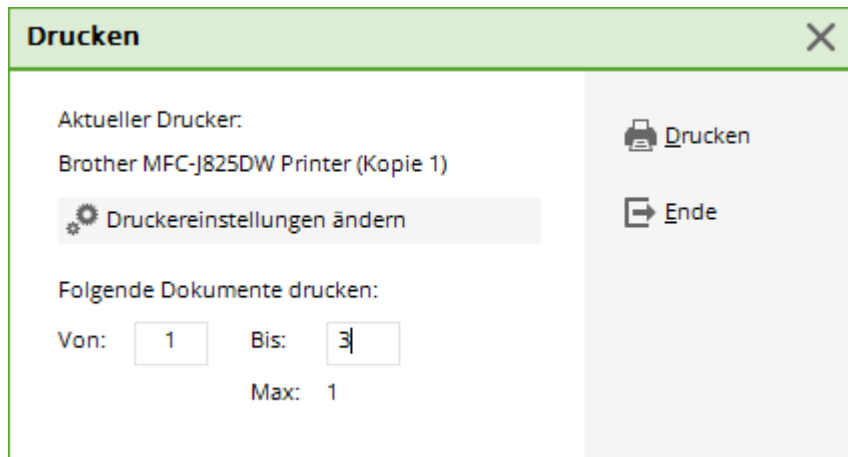 Drucken
Aktueller Drucker:
Brother MFC-J825DW Printer (Kopie 1)
Druckereinstellungen ändern
Folgende Dokumente drucken:
Von: 1 Bis: 3
Max: 1
Drucken
Ende